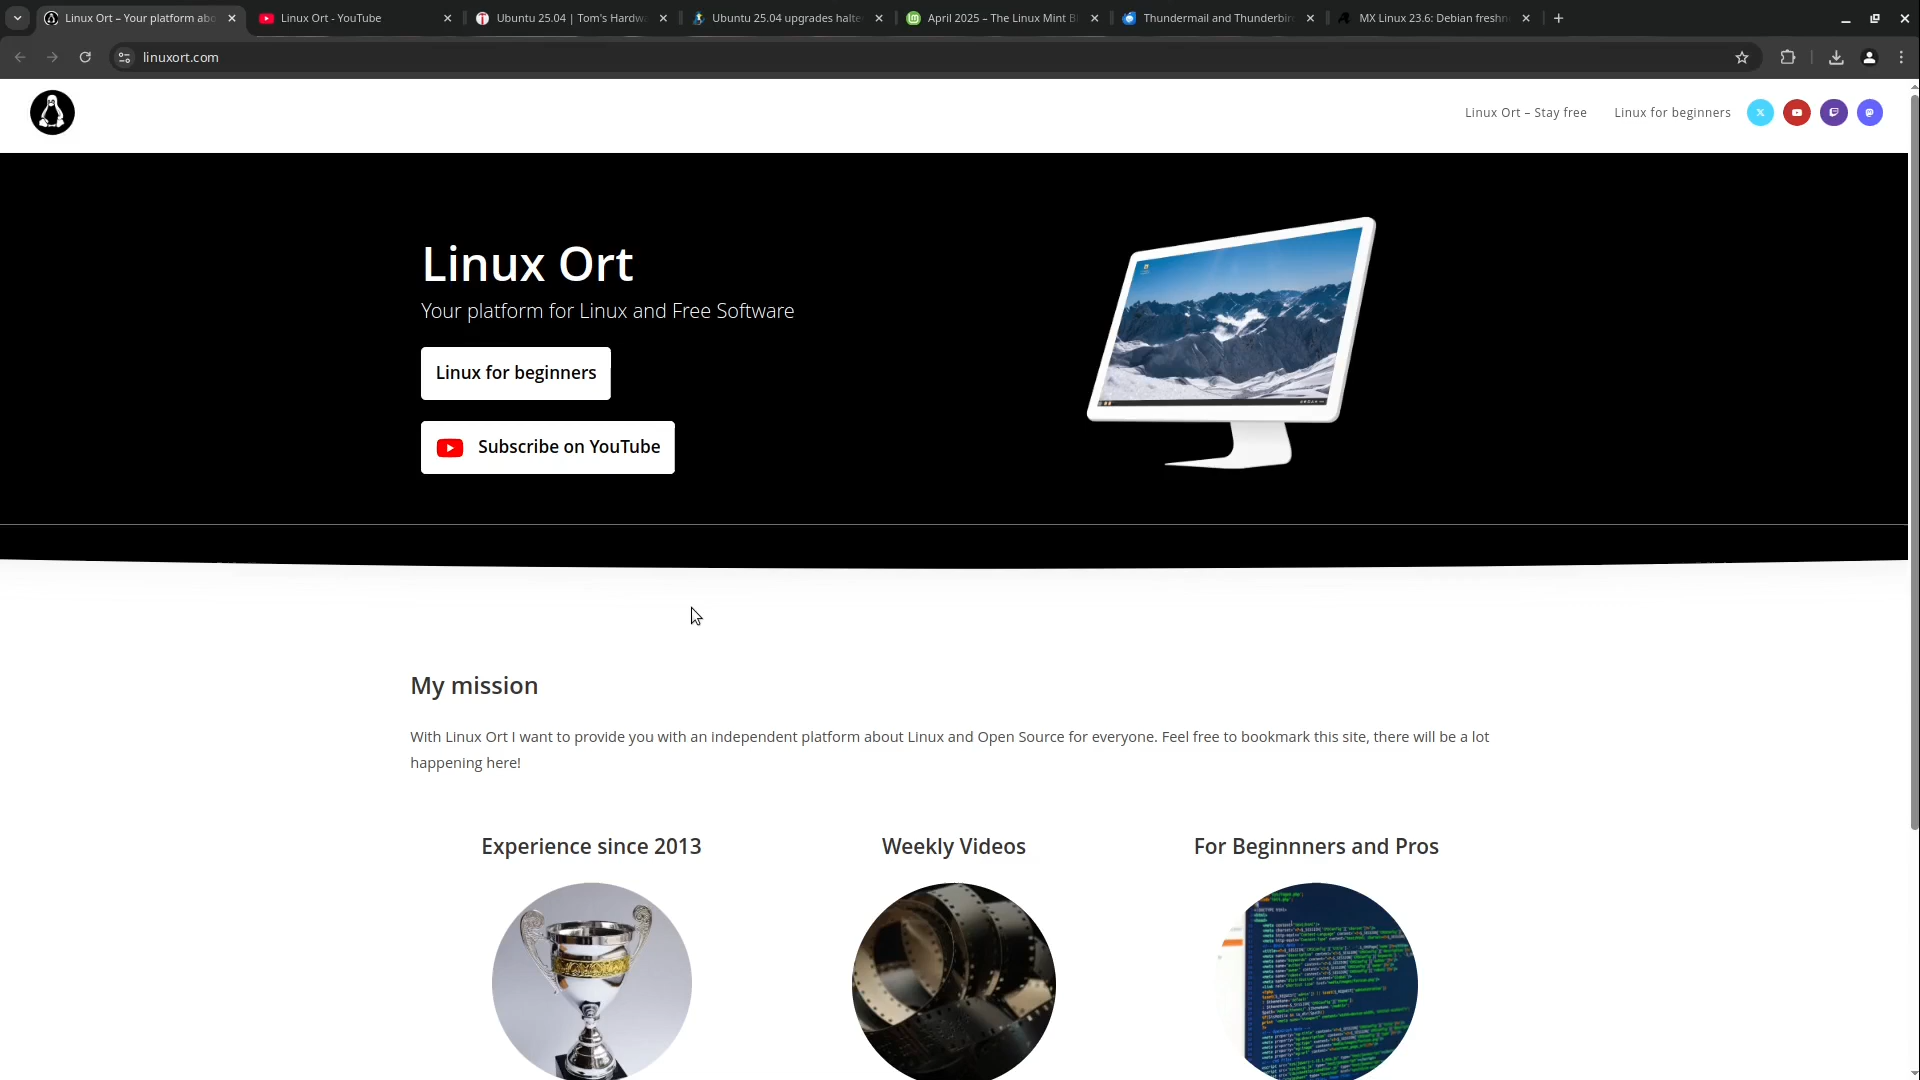 Linux Ort – Your platform abo
Linux Ort - YouTube
Ubuntu 25.04 | Tom's Hardw
Ubuntu 25.04 upgrades halte
April 2025 – The Linux Mint B
Thundermail and Thunderbir
MX Linux 23.6: Debian freshn
linuxort.com
Linux Ort – Stay free
Linux for beginners
Linux Ort
Your platform for Linux and Free Software
Linux for beginners
Subscribe on YouTube
My mission
With Linux Ort I want to provide you with an independent platform about Linux and Open Source for everyone. Feel free to bookmark this site, there will be a lot
happening here!
Experience since 2013
Weekly Videos
For Beginnners and Pros